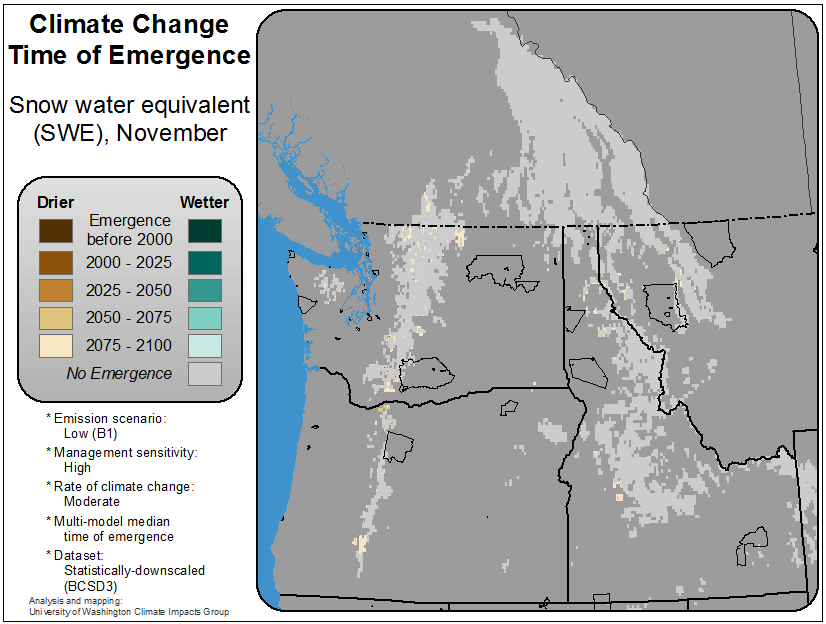 Climate Change
Time of Emergence
Snow water equivalent
(SWE), November
Drier
Wetter
Emergence
before 2000
2000 - 2025
2025 - 2050
2050 - 2075
2075 - 2100
No Emergence
* Emission scenario:
Low (B1)
* Management sensitivity:
High
* Rate of climate change:
Moderate
* Multi-model median
time of emergence
* Dataset:
Statistically-downscaled
(BCSD3)
Analysis and mapping:
University of Washington Climate Impacts Group